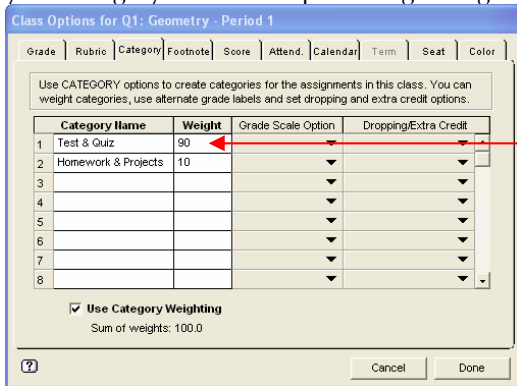 Class Options for Q1: Geometry - Period 1
Grade Rubric Category Footnote Score Attend. Calendar Term Seat Color
Use CATEGORY options to create categories for the assignments in this class. You can
weight categories, use alternate grade labels and set dropping and extra credit options.
Category Name Weight Grade Scale Option Dropping/Extra Credit
1 Test & Quiz 90
2 Homework & Projects 10
3
4
5
6
7
8
Use Category Weighting
Sum of weights: 100.0
? Cancel Done